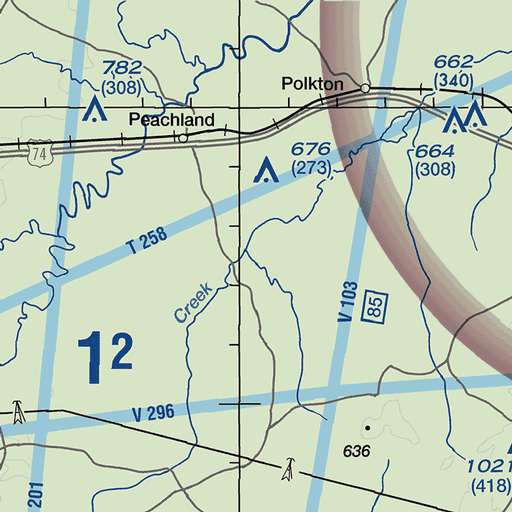 782
(308)
662
(340)
Polkton
Peachland
74
676
(273)
664
(308)
T 258
Creek
V 103
85
12
V 296
636
201
1021
(418)